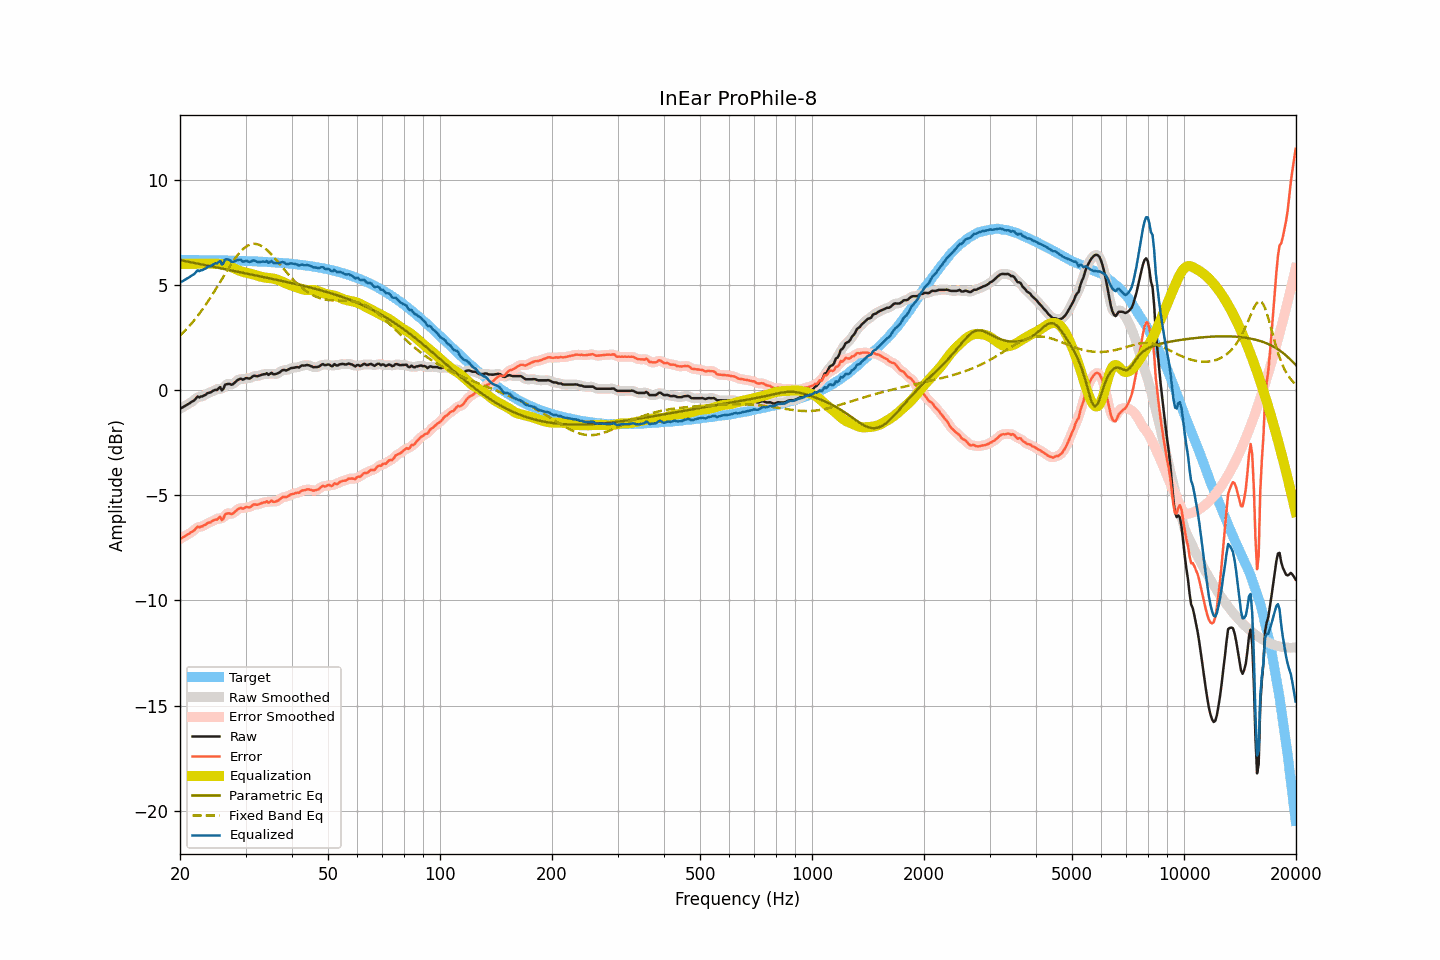 InEar ProPhile-8
Amplitude (dBr)
10
5
0
−5
−10
−15
−20
Target
Raw Smoothed
Error Smoothed
Raw
Error
Equalization
Parametric Eq
Fixed Band Eq
Equalized
20 50 100 200 500 1000 2000 5000 10000 20000
Frequency (Hz)